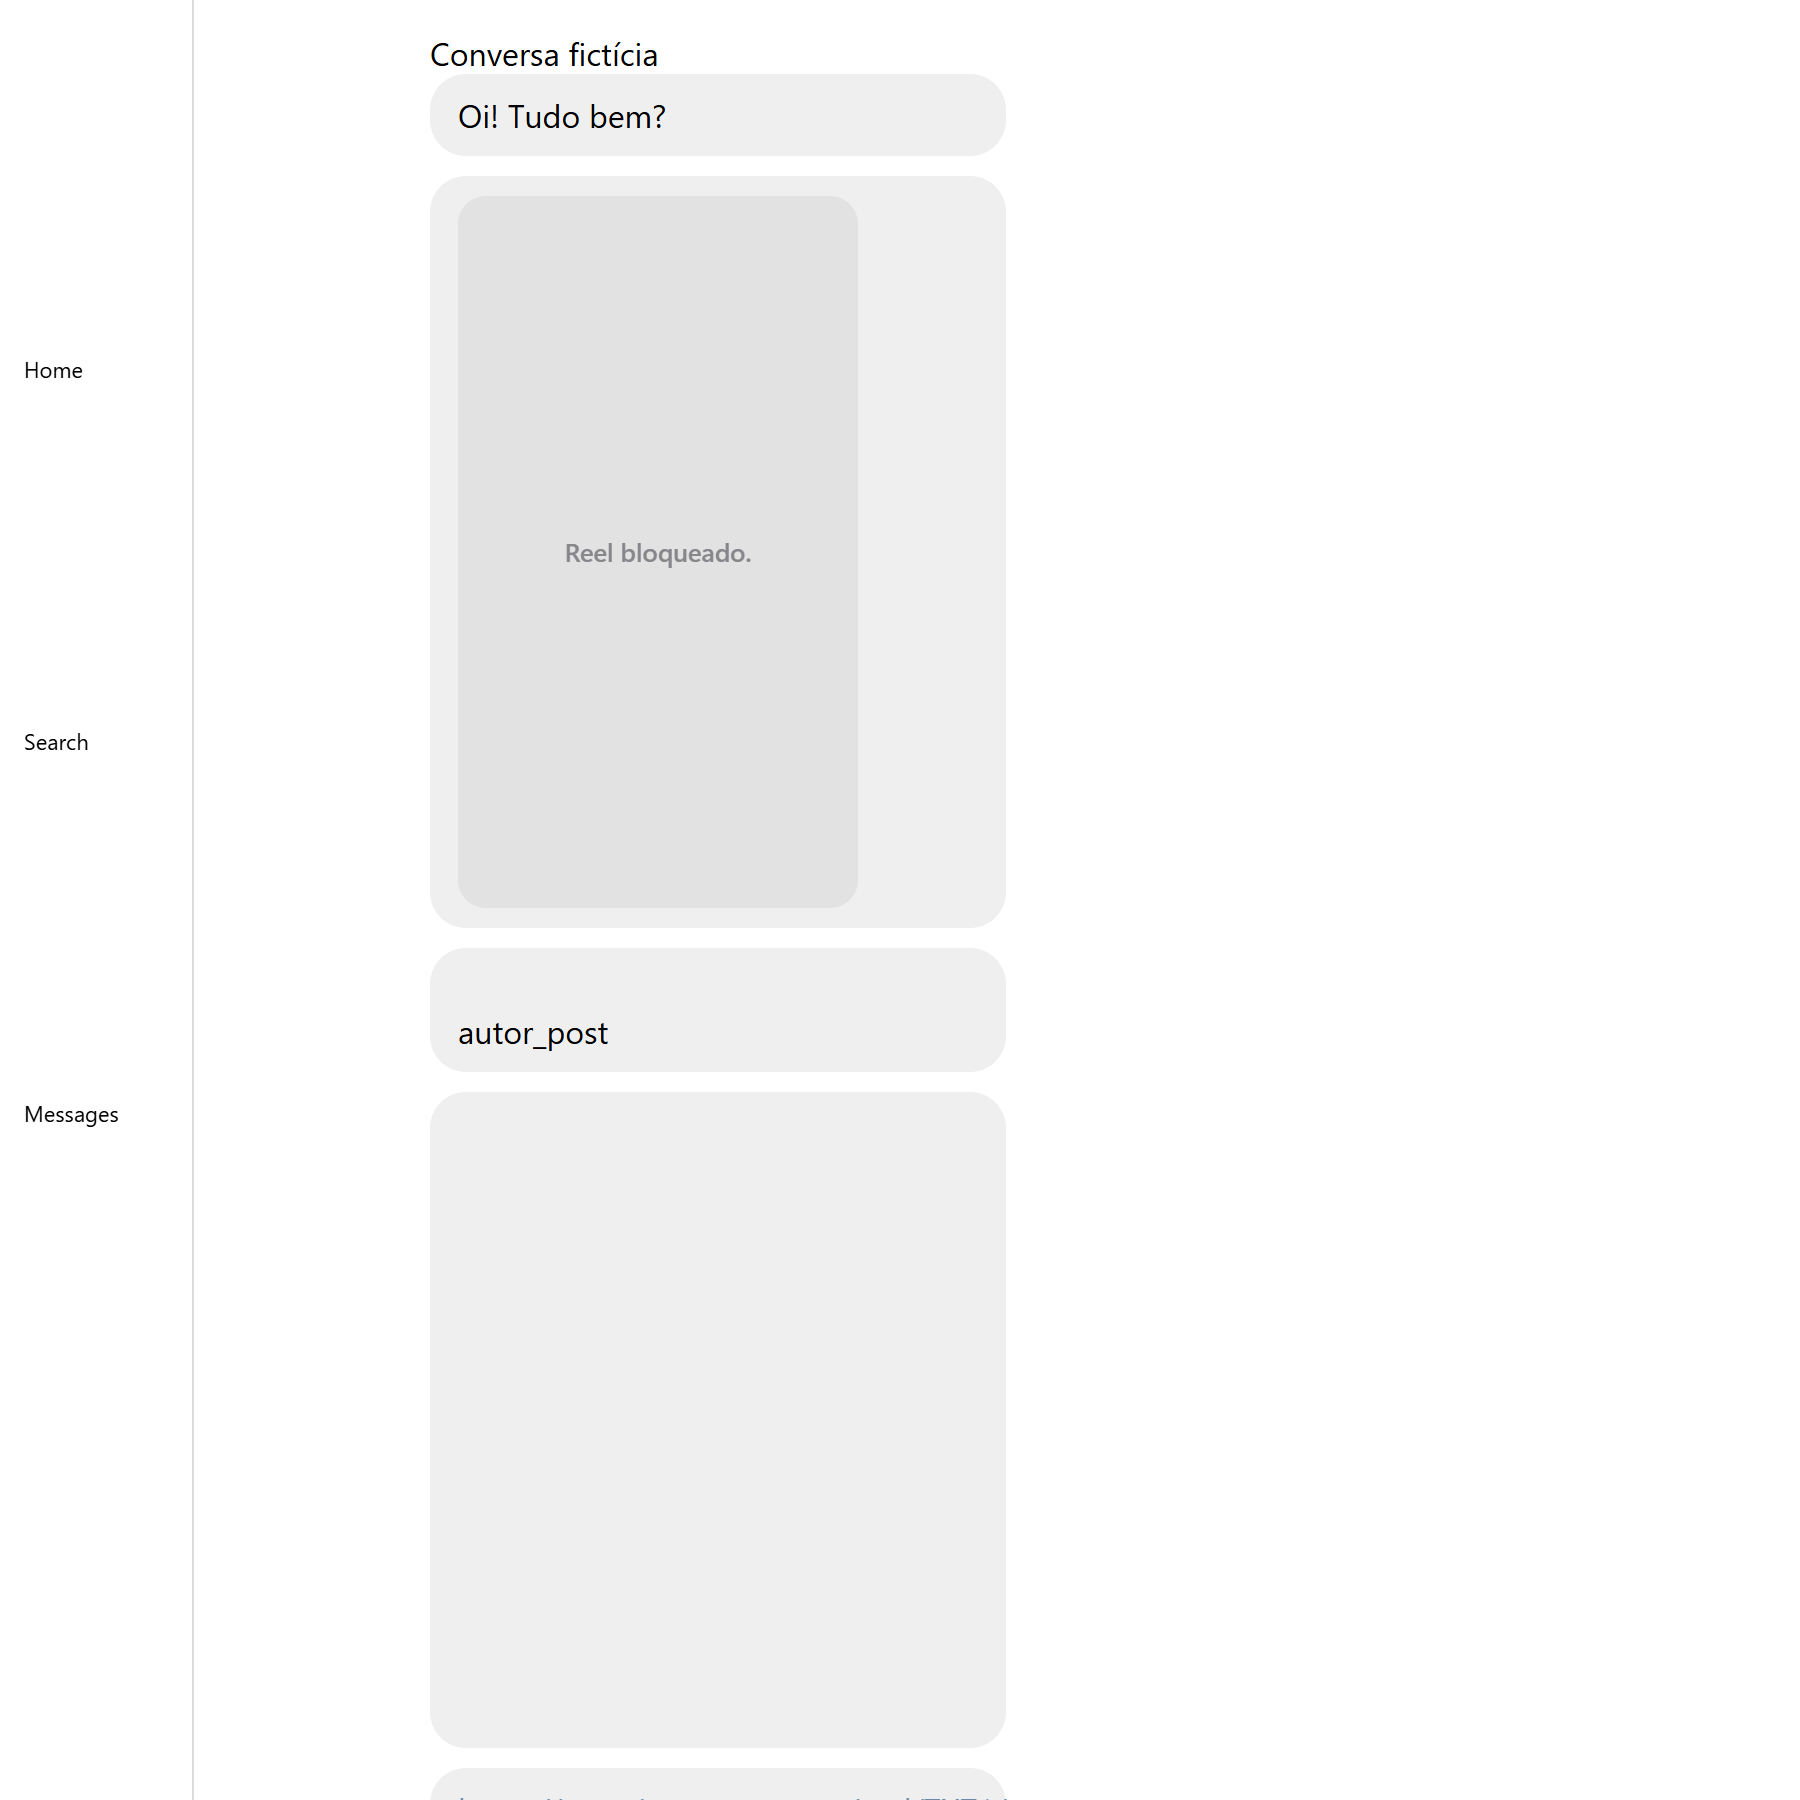 Conversa fictícia
Oi! Tudo bem?
Home
Reel bloqueado.
Search
autor_post
Messages